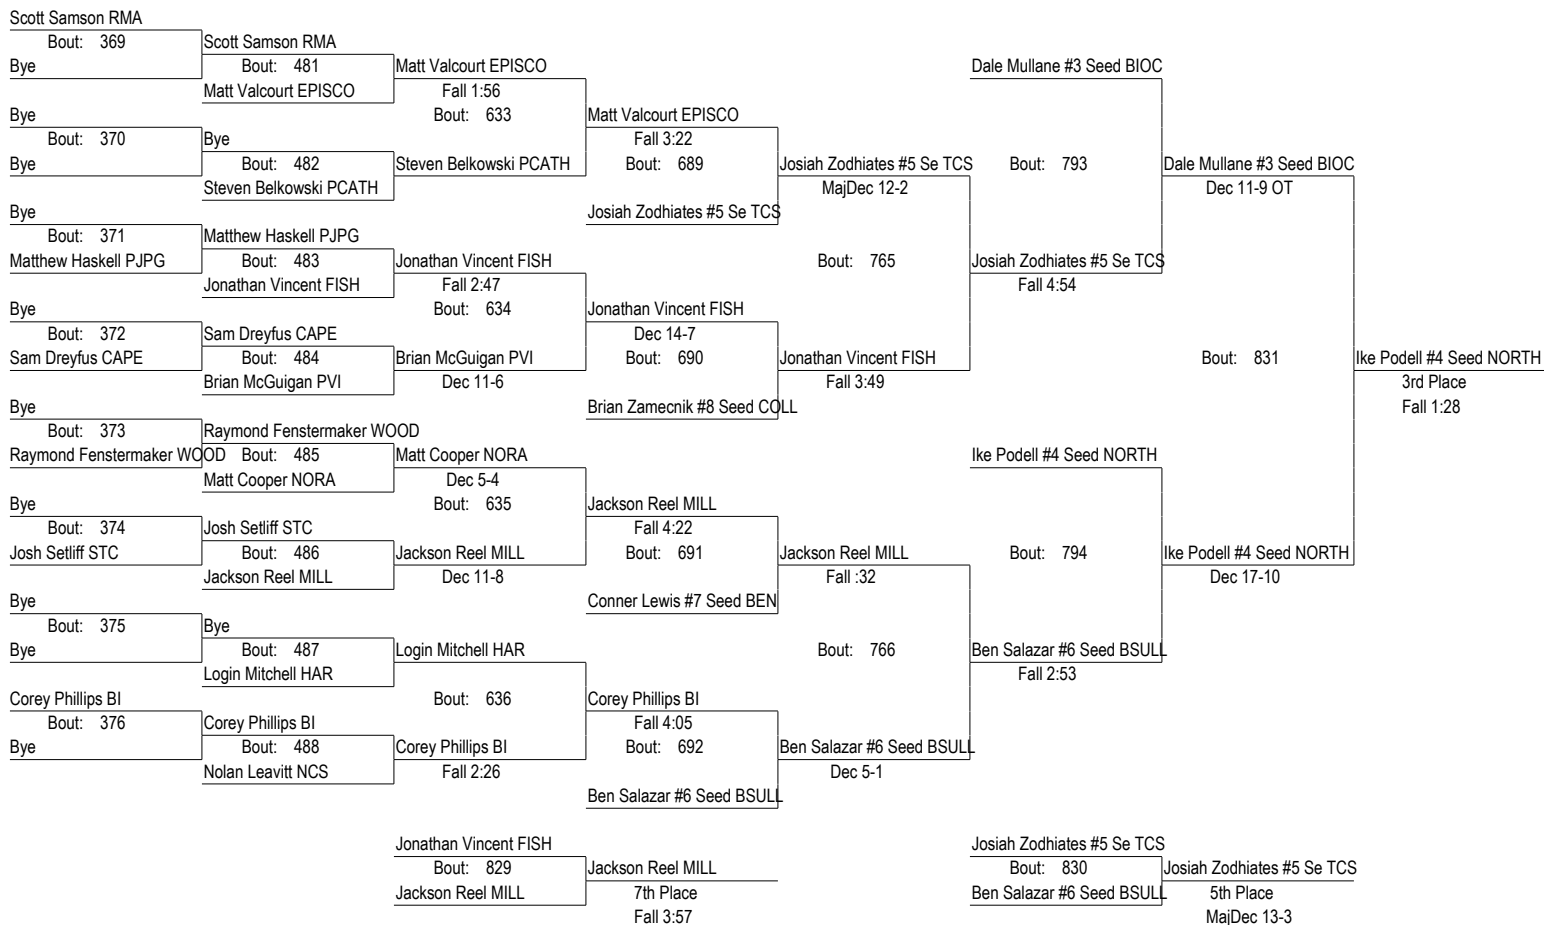 Scott Samson RMA
Bout: 369 Scott Samson RMA
Bye Bout: 481 Matt Valcourt EPISCO Dale Mullane #3 Seed BIOC
Matt Valcourt EPISCO Fall 1:56
Bye Bout: 633 Matt Valcourt EPISCO
Bout: 370 Bye Fall 3:22
Bye Bout: 482 Steven Belkowski PCATH Bout: 689 Josiah Zodhiates #5 Se TCS Bout: 793 Dale Mullane #3 Seed BIOC
Steven Belkowski PCATH MajDec 12-2 Dec 11-9 OT
Bye Josiah Zodhiates #5 Se TCS
Bout: 371 Matthew Haskell PJPG
Matthew Haskell PJPG Bout: 483 Jonathan Vincent FISH Bout: 765 Josiah Zodhiates #5 Se TCS
Jonathan Vincent FISH Fall 2:47 Fall 4:54
Bye Bout: 634 Jonathan Vincent FISH
Bout: 372 Sam Dreyfus CAPE Dec 14-7
Sam Dreyfus CAPE Bout: 484 Brian McGuigan PVI Bout: 690 Jonathan Vincent FISH Bout: 831 Ike Podell #4 Seed NORTH
Brian McGuigan PVI Dec 11-6 Fall 3:49 3rd Place
Bye Brian Zamecnik #8 Seed COLL Fall 1:28
Bout: 373 Raymond Fenstermaker WOOD
Raymond Fenstermaker WOOD Bout: 485 Matt Cooper NORA Ike Podell #4 Seed NORTH
Matt Cooper NORA Dec 5-4
Bye Bout: 635 Jackson Reel MILL
Bout: 374 Josh Setliff STC Fall 4:22
Josh Setliff STC Bout: 486 Jackson Reel MILL Bout: 691 Jackson Reel MILL Bout: 794 Ike Podell #4 Seed NORTH
Jackson Reel MILL Dec 11-8 Fall :32 Dec 17-10
Bye Conner Lewis #7 Seed BEN
Bout: 375 Bye
Bye Bout: 487 Login Mitchell HAR Bout: 766 Ben Salazar #6 Seed BSULL
Login Mitchell HAR Fall 2:53
Corey Phillips BI Bout: 636 Corey Phillips BI
Bout: 376 Corey Phillips BI Fall 4:05
Bye Bout: 488 Corey Phillips BI Bout: 692 Ben Salazar #6 Seed BSULL
Nolan Leavitt NCS Fall 2:26 Dec 5-1
Ben Salazar #6 Seed BSULL
Jonathan Vincent FISH Josiah Zodhiates #5 Se TCS
Bout: 829 Jackson Reel MILL Bout: 830 Josiah Zodhiates #5 Se TCS
Jackson Reel MILL 7th Place Ben Salazar #6 Seed BSULL 5th Place
Fall 3:57 MajDec 13-3